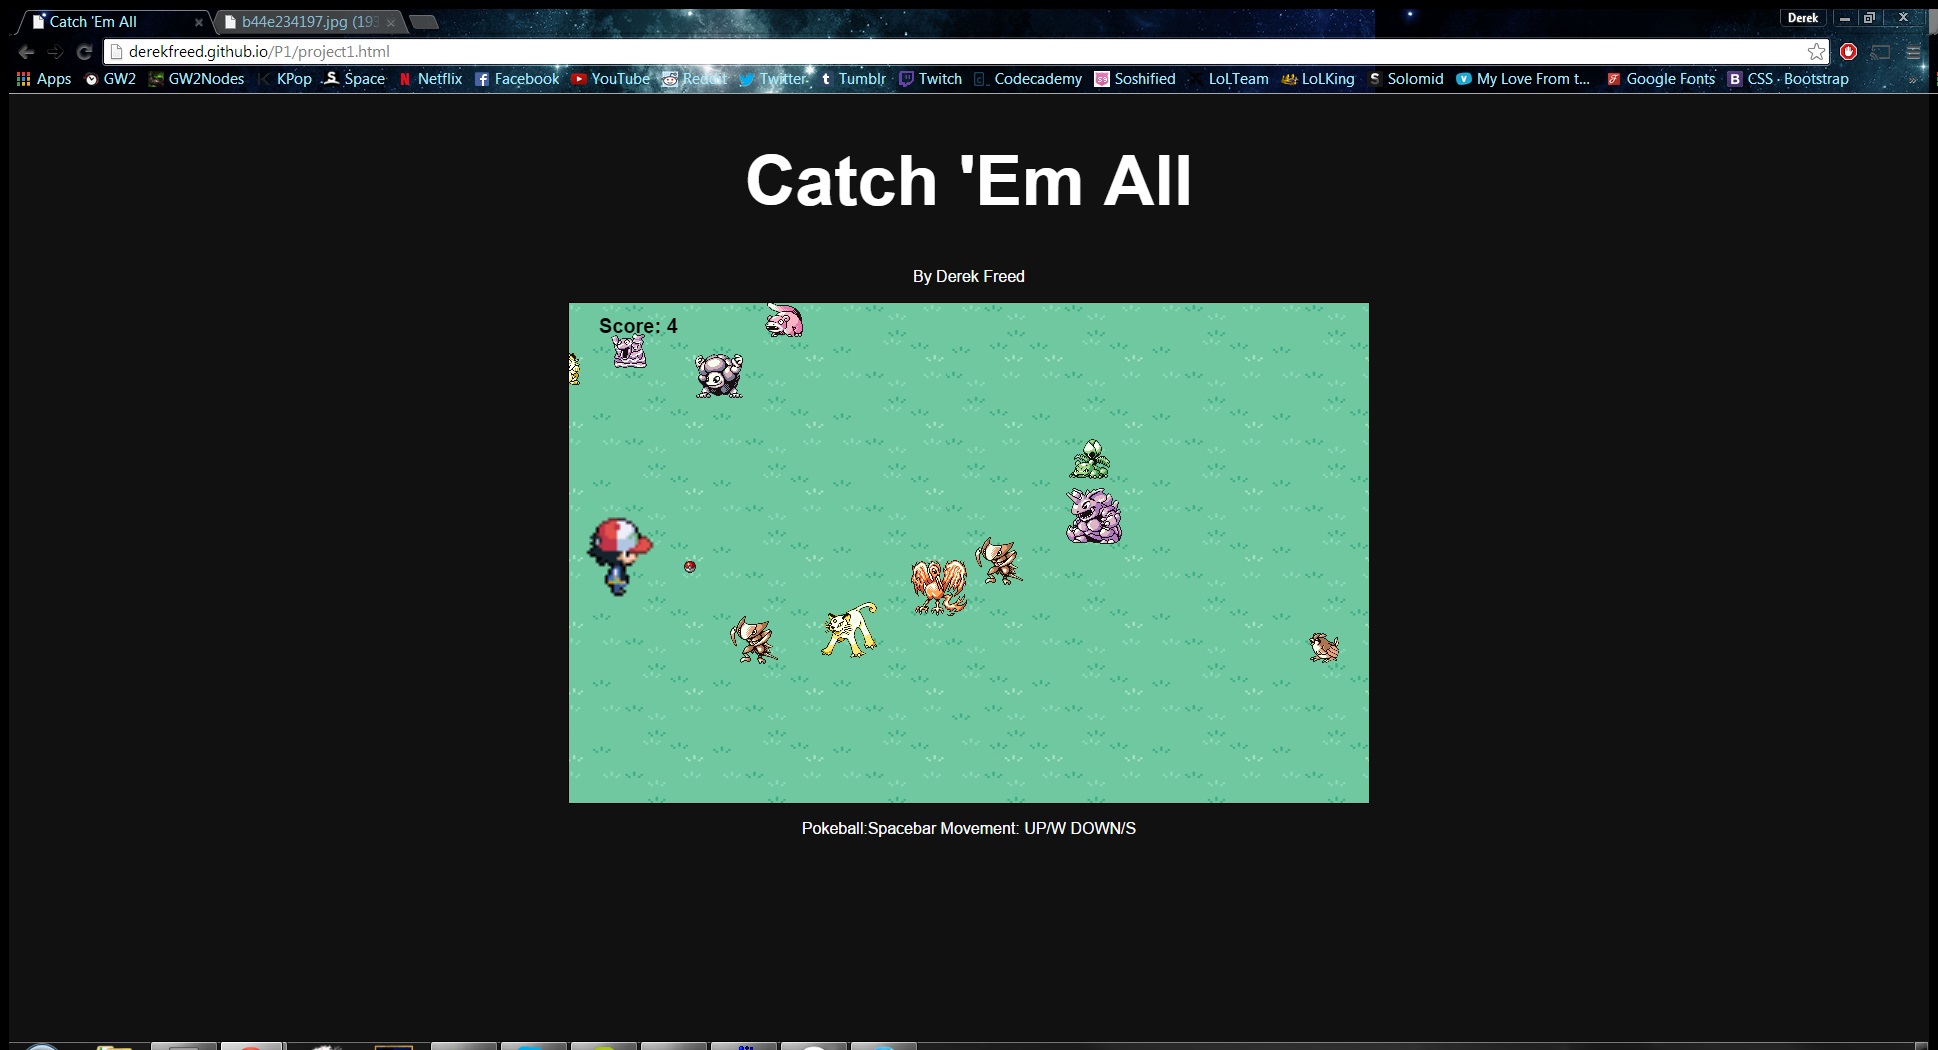 Catch 'Em All
b44e234197.jpg (193
Derek
derekfreed.github.io/P1/project1.html
Apps GW2 GW2Nodes KPop Space Netflix Facebook YouTube Reddit Twitter Tumblr Twitch Codecademy Soshified LoLTeam LoLKing Solomid My Love From t... Google Fonts CSS · Bootstrap
Catch 'Em All
By Derek Freed
Score: 4
Pokeball:Spacebar Movement: UP/W DOWN/S